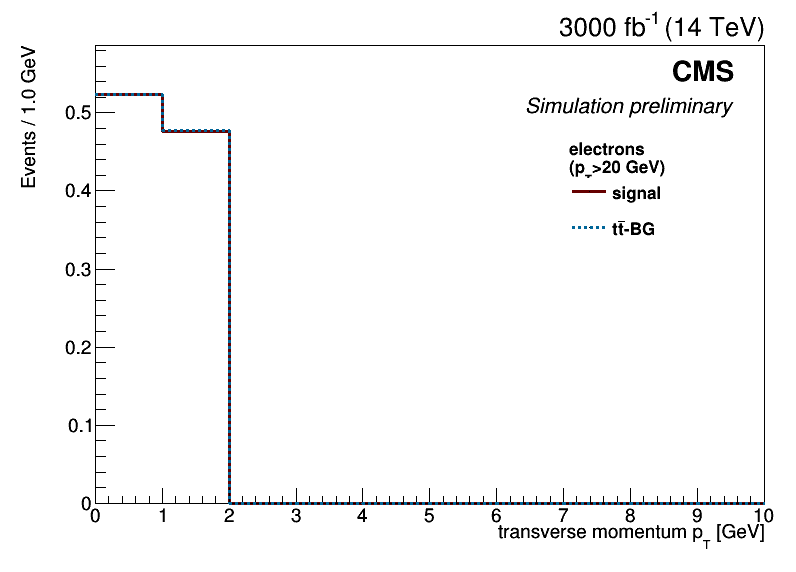 3000 fb⁻¹ (14 TeV)
CMS
Simulation preliminary
electrons
(p_T>20 GeV)
signal
tt̄-BG
Events / 1.0 GeV
0.5
0.4
0.3
0.2
0.1
0
0 1 2 3 4 5 6 7 8 9 10
transverse momentum p_T [GeV]